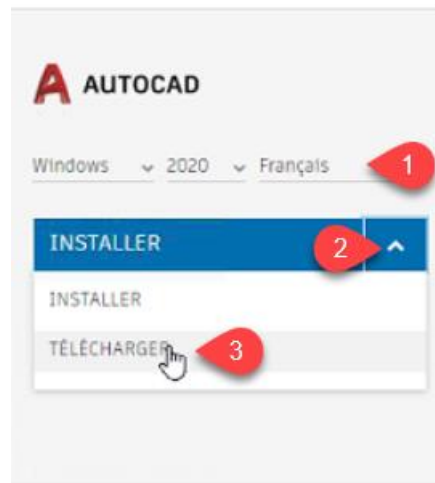 AUTOCAD
Windows 2020 Français 1
INSTALLER 2
INSTALLER
TÉLÉCHARGER 3